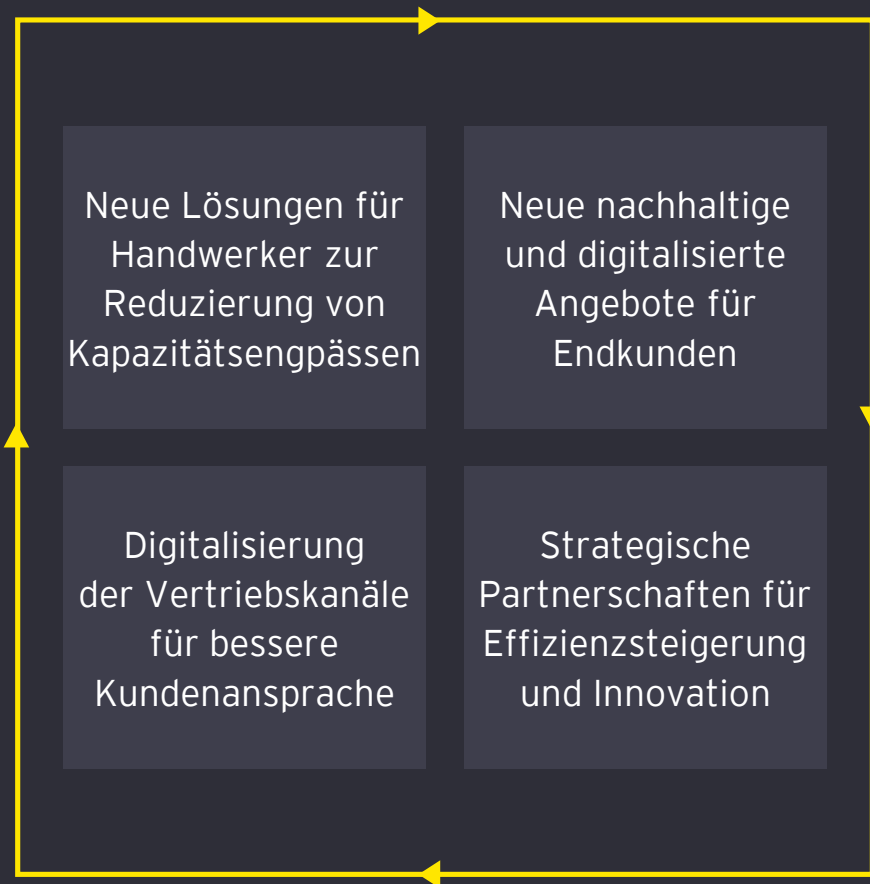 Neue Lösungen für
Handwerker zur
Reduzierung von
Kapazitätsengpässen
Neue nachhaltige
und digitalisierte
Angebote für
Endkunden
Digitalisierung
der Vertriebskanäle
für bessere
Kundenansprache
Strategische
Partnerschaften für
Effizienzsteigerung
und Innovation